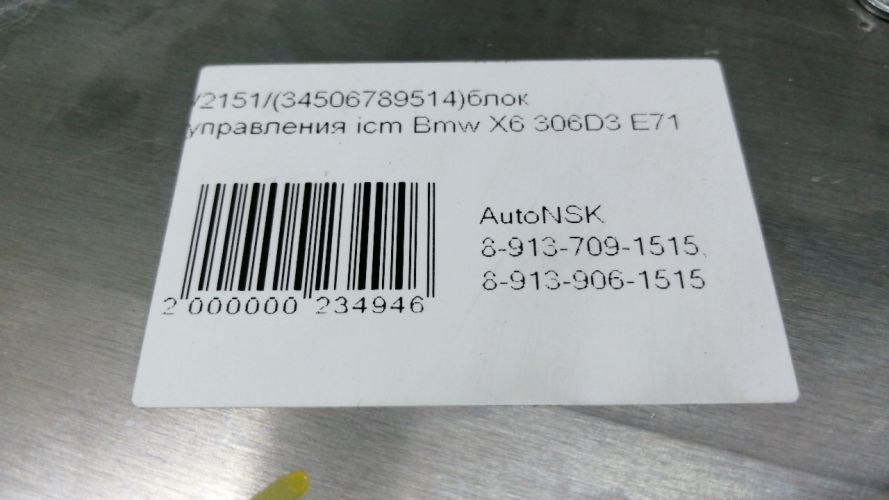 /2151/(34506789514)блок
управления icm Bmw X6 306D3 E71
AutoNSK
8-913-709-1515,
8-913-906-1515
2 000000 234946